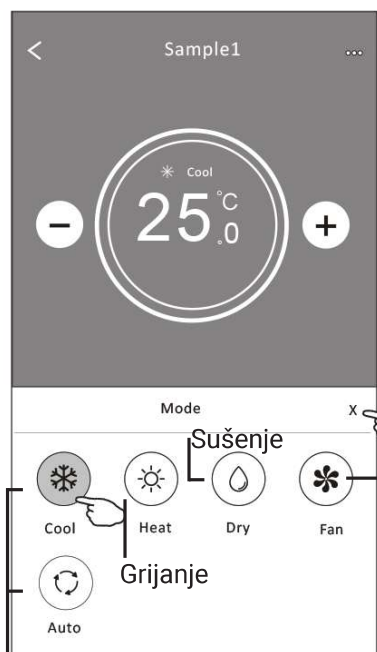 Sample1
Cool
25.0 °C
Mode X
Sušenje
Cool Heat Dry Fan
Grijanje
Auto